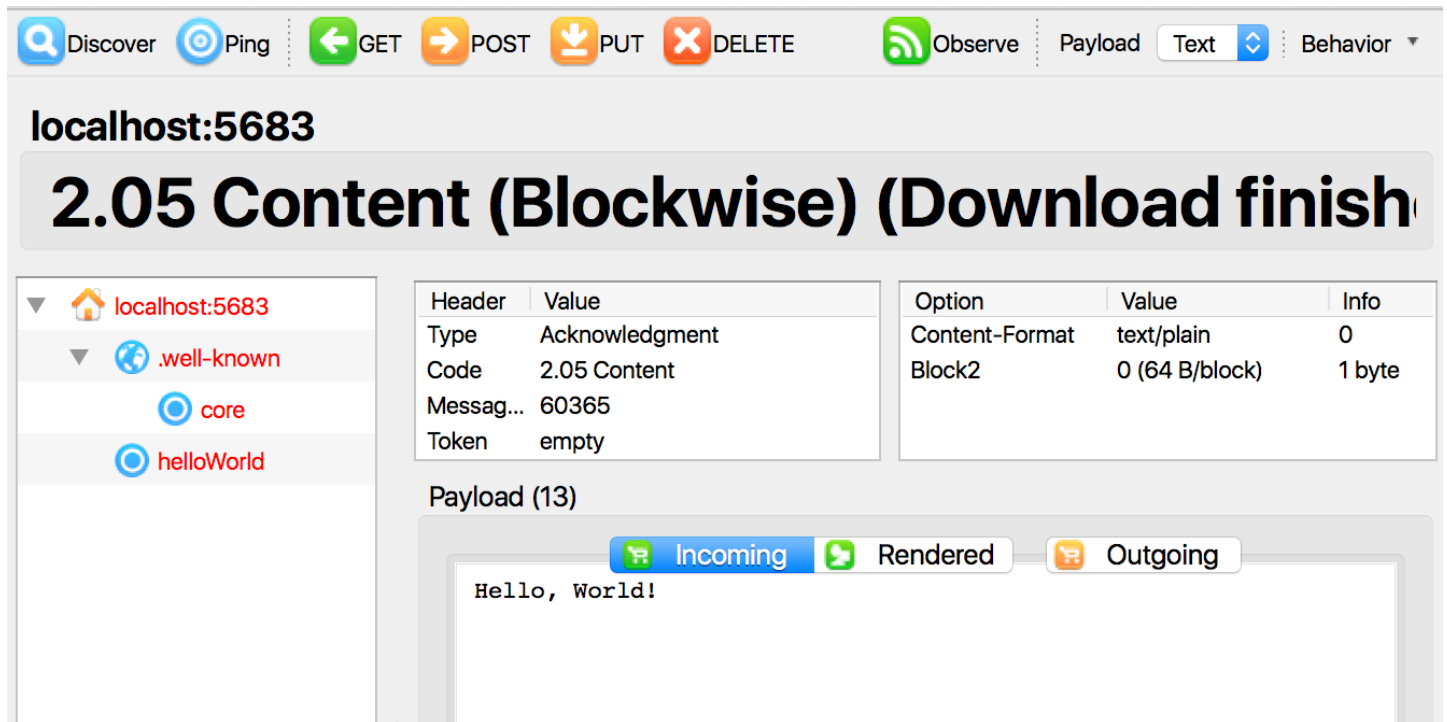 Discover Ping GET POST PUT DELETE Observe Payload Text Behavior
localhost:5683
2.05 Content (Blockwise) (Download finishe
localhost:5683
.well-known
core
helloWorld
Header Value
Type Acknowledgment
Code 2.05 Content
Messag... 60365
Token empty
Option Value Info
Content-Format text/plain 0
Block2 0 (64 B/block) 1 byte
Payload (13)
Incoming Rendered Outgoing
Hello, World!